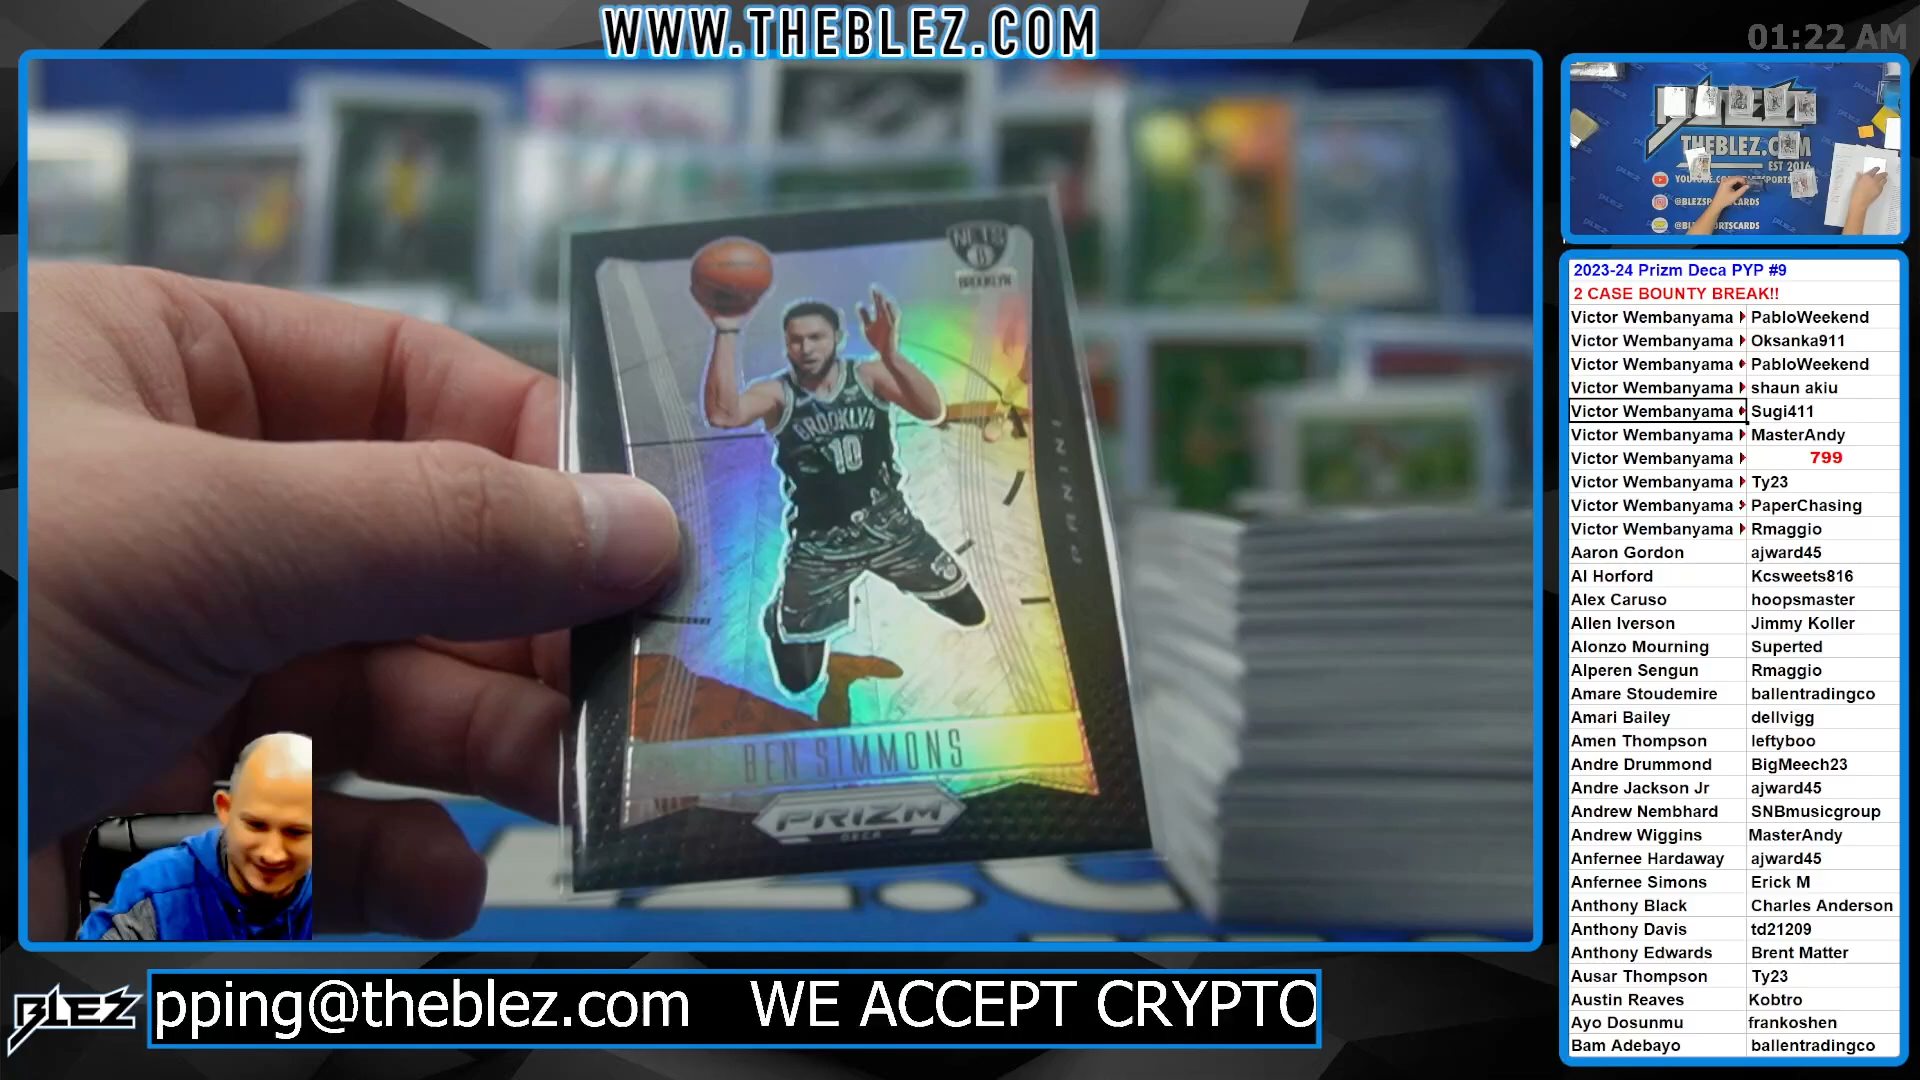 WWW.THEBLEZ.COM
01:22 AM
NETS
B
BROOKLYN
BROOKLYN
10
PANINI
BEN SIMMONS
PRIZM
DECA
THEBLEZ.COM
EST 2016
@BLEZSPORTSCARDS
2023-24 Prizm Deca PYP #9
2 CASE BOUNTY BREAK!!
Victor Wembanyama PabloWeekend
Victor Wembanyama Oksanka911
Victor Wembanyama PabloWeekend
Victor Wembanyama shaun akiu
Victor Wembanyama Sugi411
Victor Wembanyama MasterAndy
Victor Wembanyama 799
Victor Wembanyama Ty23
Victor Wembanyama PaperChasing
Victor Wembanyama Rmaggio
Aaron Gordon ajward45
Al Horford Kcsweets816
Alex Caruso hoopsmaster
Allen Iverson Jimmy Koller
Alonzo Mourning Superted
Alperen Sengun Rmaggio
Amare Stoudemire ballentradingco
Amari Bailey dellvigg
Amen Thompson leftyboo
Andre Drummond BigMeech23
Andre Jackson Jr ajward45
Andrew Nembhard SNBmusicgroup
Andrew Wiggins MasterAndy
Anfernee Hardaway ajward45
Anfernee Simons Erick M
Anthony Black Charles Anderson
Anthony Davis td21209
Anthony Edwards Brent Matter
Ausar Thompson Ty23
Austin Reaves Kobtro
Ayo Dosunmu frankoshen
Bam Adebayo ballentradingco
BLEZ
pping@theblez.com WE ACCEPT CRYPTO